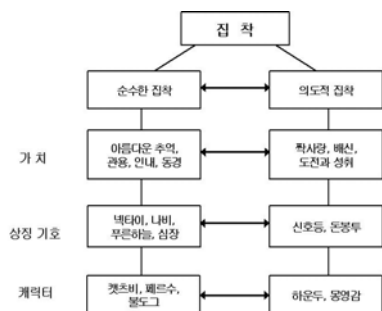 집 착
순수한 집착
의도적 집착
가 치
아름다운 추억,
관용, 인내, 동경
짝사랑, 배신,
도전과 성취
상징 기호
넥타이, 나비,
푸른하늘, 심장
신호등, 돈봉투
캐릭터
캣츠비, 페르수,
불도그
하운두, 몽영감